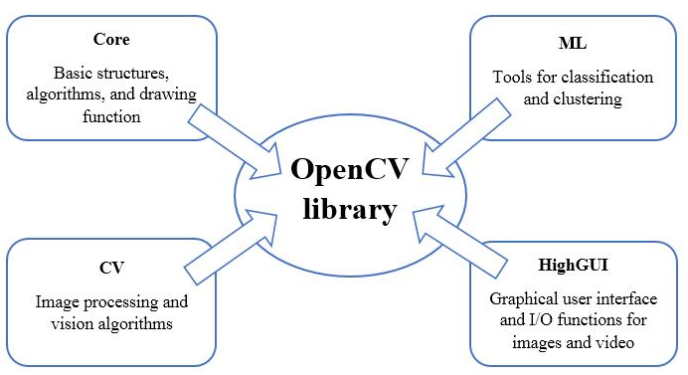 Core
Basic structures,
algorithms, and drawing
function
ML
Tools for classification
and clustering
OpenCV
library
CV
Image processing and
vision algorithms
HighGUI
Graphical user interface
and I/O functions for
images and video